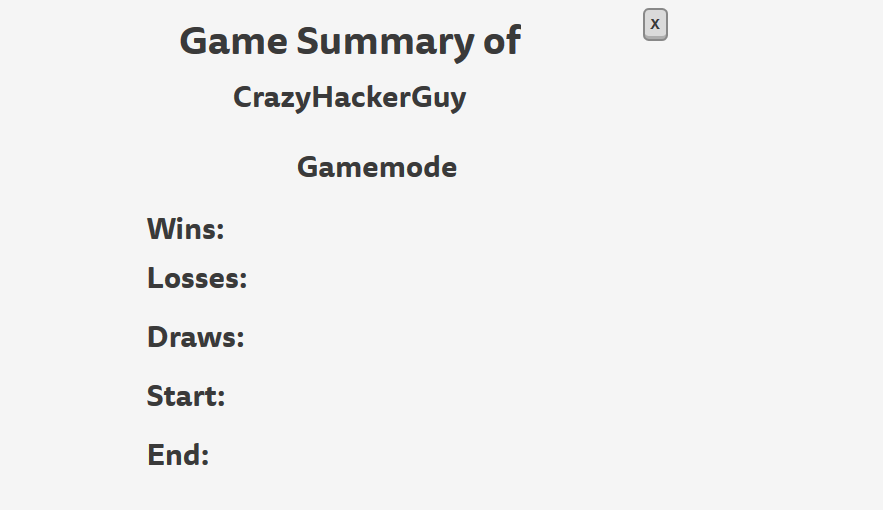 Game Summary of
x
CrazyHackerGuy
Gamemode
Wins:
Losses:
Draws:
Start:
End: